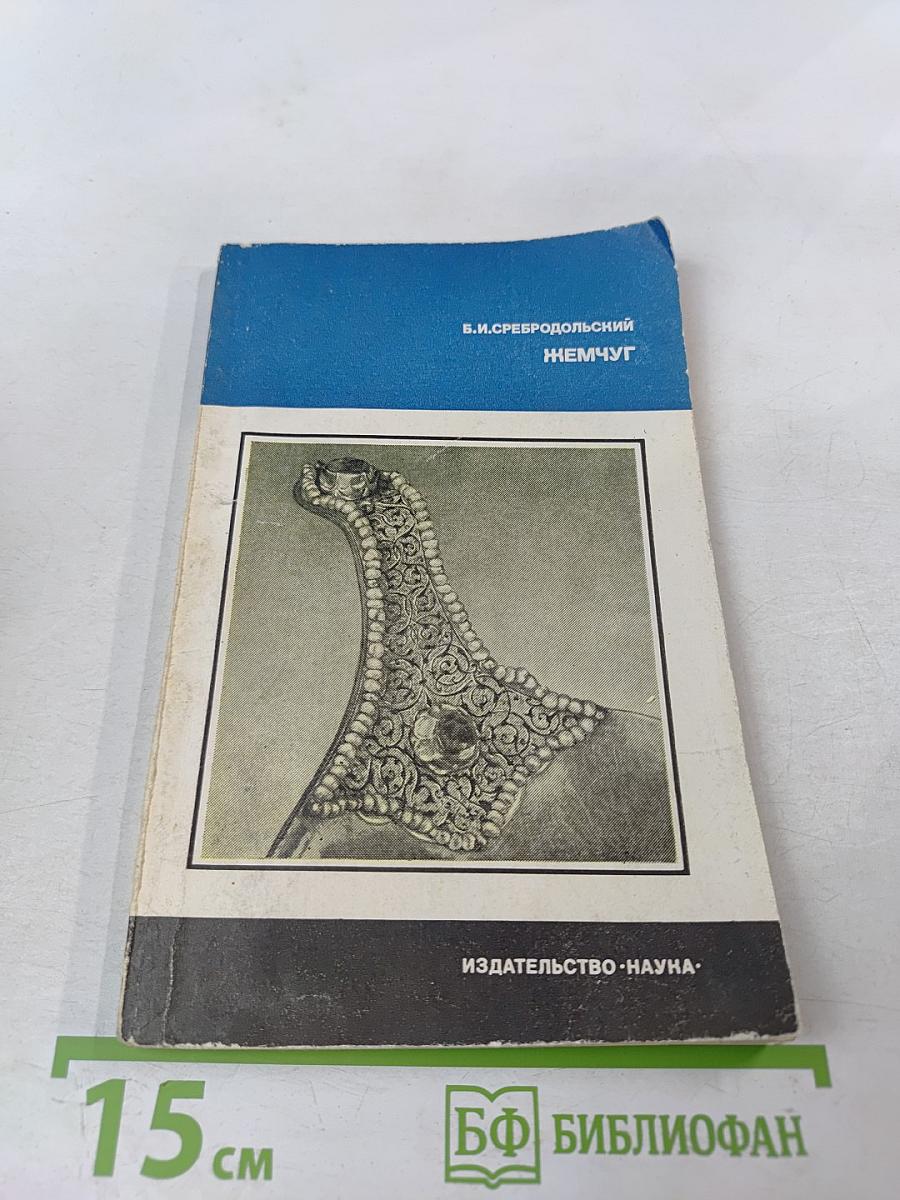 Б.И.СРЕБРОДОЛЬСКИЙ
ЖЕМЧУГ
ИЗДАТЕЛЬСТВО·НАУКА·
15 см
БФ БИБЛИОФАН